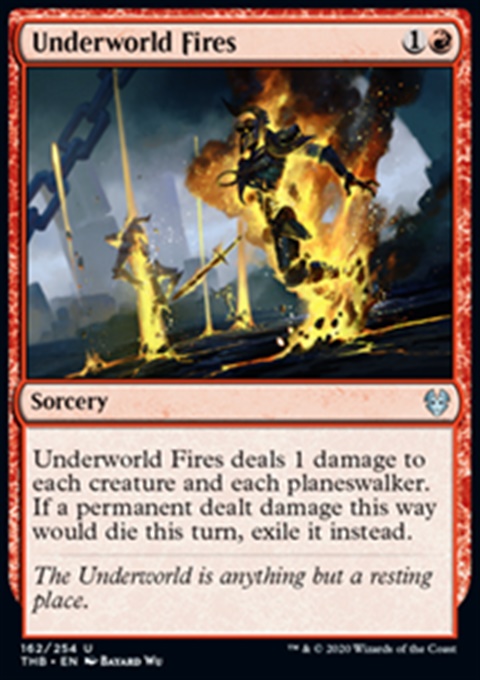 Underworld Fires 1
Sorcery
Underworld Fires deals 1 damage to
each creature and each planeswalker.
If a permanent dealt damage this way
would die this turn, exile it instead.
The Underworld is anything but a resting
place.
162/254 U
THB • EN Bayard Wu
™ & © 2020 Wizards of the Coast